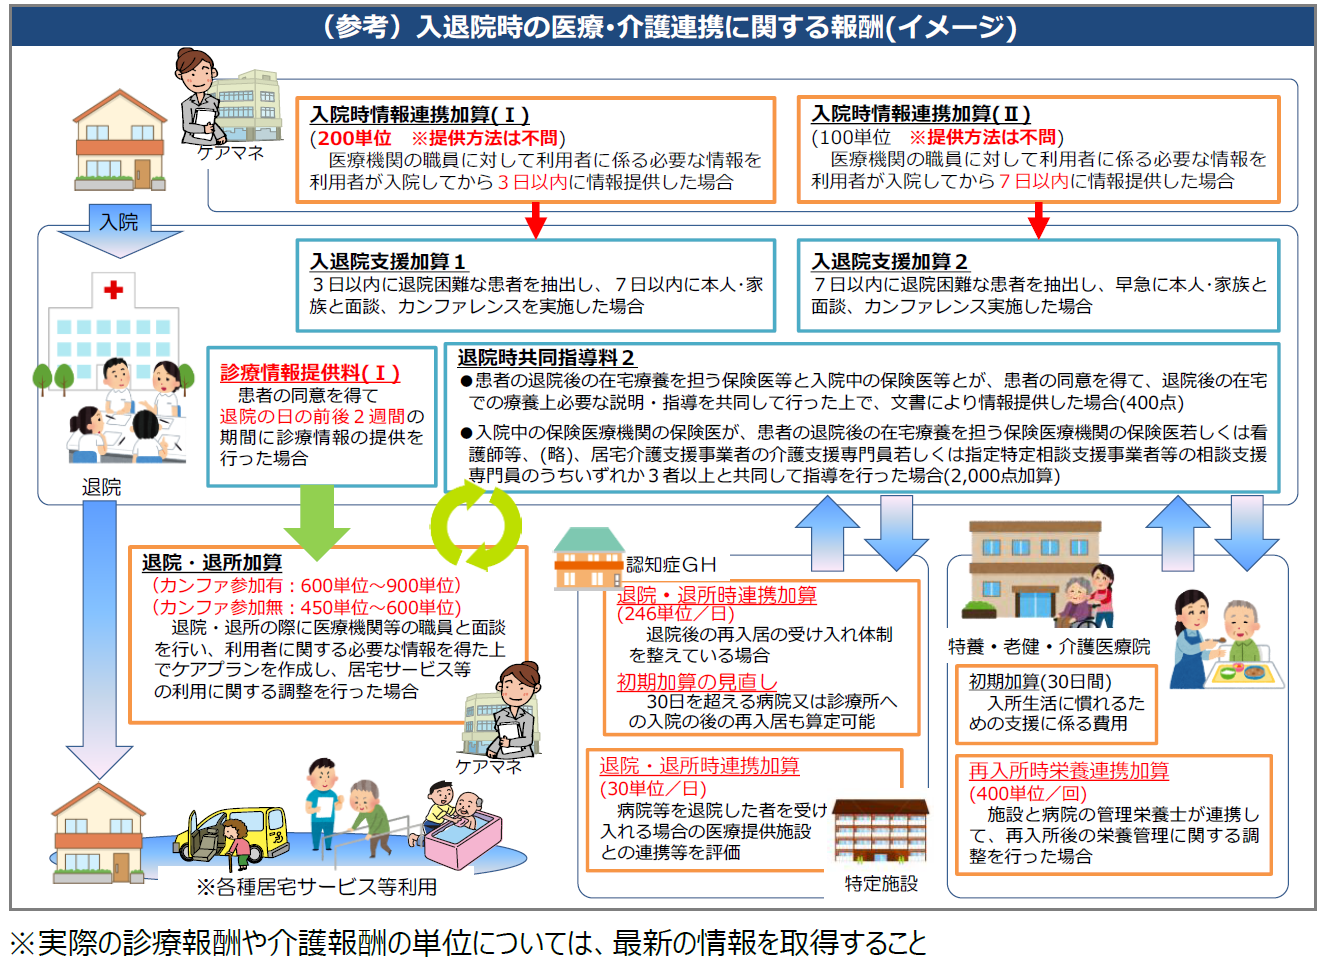 （参考）入退院時の医療・介護連携に関する報酬(イメージ)
ケアマネ
入院時情報連携加算(Ⅰ)
(200単位　※提供方法は不問)
医療機関の職員に対して利用者に係る必要な情報を
利用者が入院してから３日以内に情報提供した場合
入院時情報連携加算(Ⅱ)
(100単位　※提供方法は不問)
医療機関の職員に対して利用者に係る必要な情報を
利用者が入院してから７日以内に情報提供した場合
入院
入退院支援加算１
３日以内に退院困難な患者を抽出し、７日以内に本人・家
族と面談、カンファレンスを実施した場合
入退院支援加算２
７日以内に退院困難な患者を抽出し、早急に本人・家族と
面談、カンファレンス実施した場合
診療情報提供料(Ⅰ)
患者の同意を得て
退院の日の前後２週間の
期間に診療情報の提供を
行った場合
退院時共同指導料２
●患者の退院後の在宅療養を担う保険医等と入院中の保険医等とが、患者の同意を得て、退院後の在宅
での療養上必要な説明・指導を共同して行った上で、文書により情報提供した場合(400点)
●入院中の保険医療機関の保険医が、患者の退院後の在宅療養を担う保険医療機関の保険医若しくは看
護師等、(略)、居宅介護支援事業者の介護支援専門員若しくは指定特定相談支援事業者等の相談支援
専門員のうちいずれか３者以上と共同して指導を行った場合(2,000点加算)
退院
退院・退所加算
（カンファ参加有：600単位～900単位）
（カンファ参加無：450単位～600単位)
退院・退所の際に医療機関等の職員と面談
を行い、利用者に関する必要な情報を得た上
でケアプランを作成し、居宅サービス等
の利用に関する調整を行った場合
ケアマネ
※各種居宅サービス等利用
認知症ＧＨ
退院・退所時連携加算
(246単位／日)
退院後の再入居の受け入れ体制
を整えている場合
初期加算の見直し
30日を超える病院又は診療所へ
の入院の後の再入居も算定可能
退院・退所時連携加算
(30単位／日)
病院等を退院した者を受け
入れる場合の医療提供施設
との連携等を評価
特定施設
特養・老健・介護医療院
初期加算(30日間)
入所生活に慣れるた
めの支援に係る費用
再入所時栄養連携加算
(400単位／回)
施設と病院の管理栄養士が連携し
て、再入所後の栄養管理に関する調
整を行った場合
※実際の診療報酬や介護報酬の単位については、最新の情報を取得すること